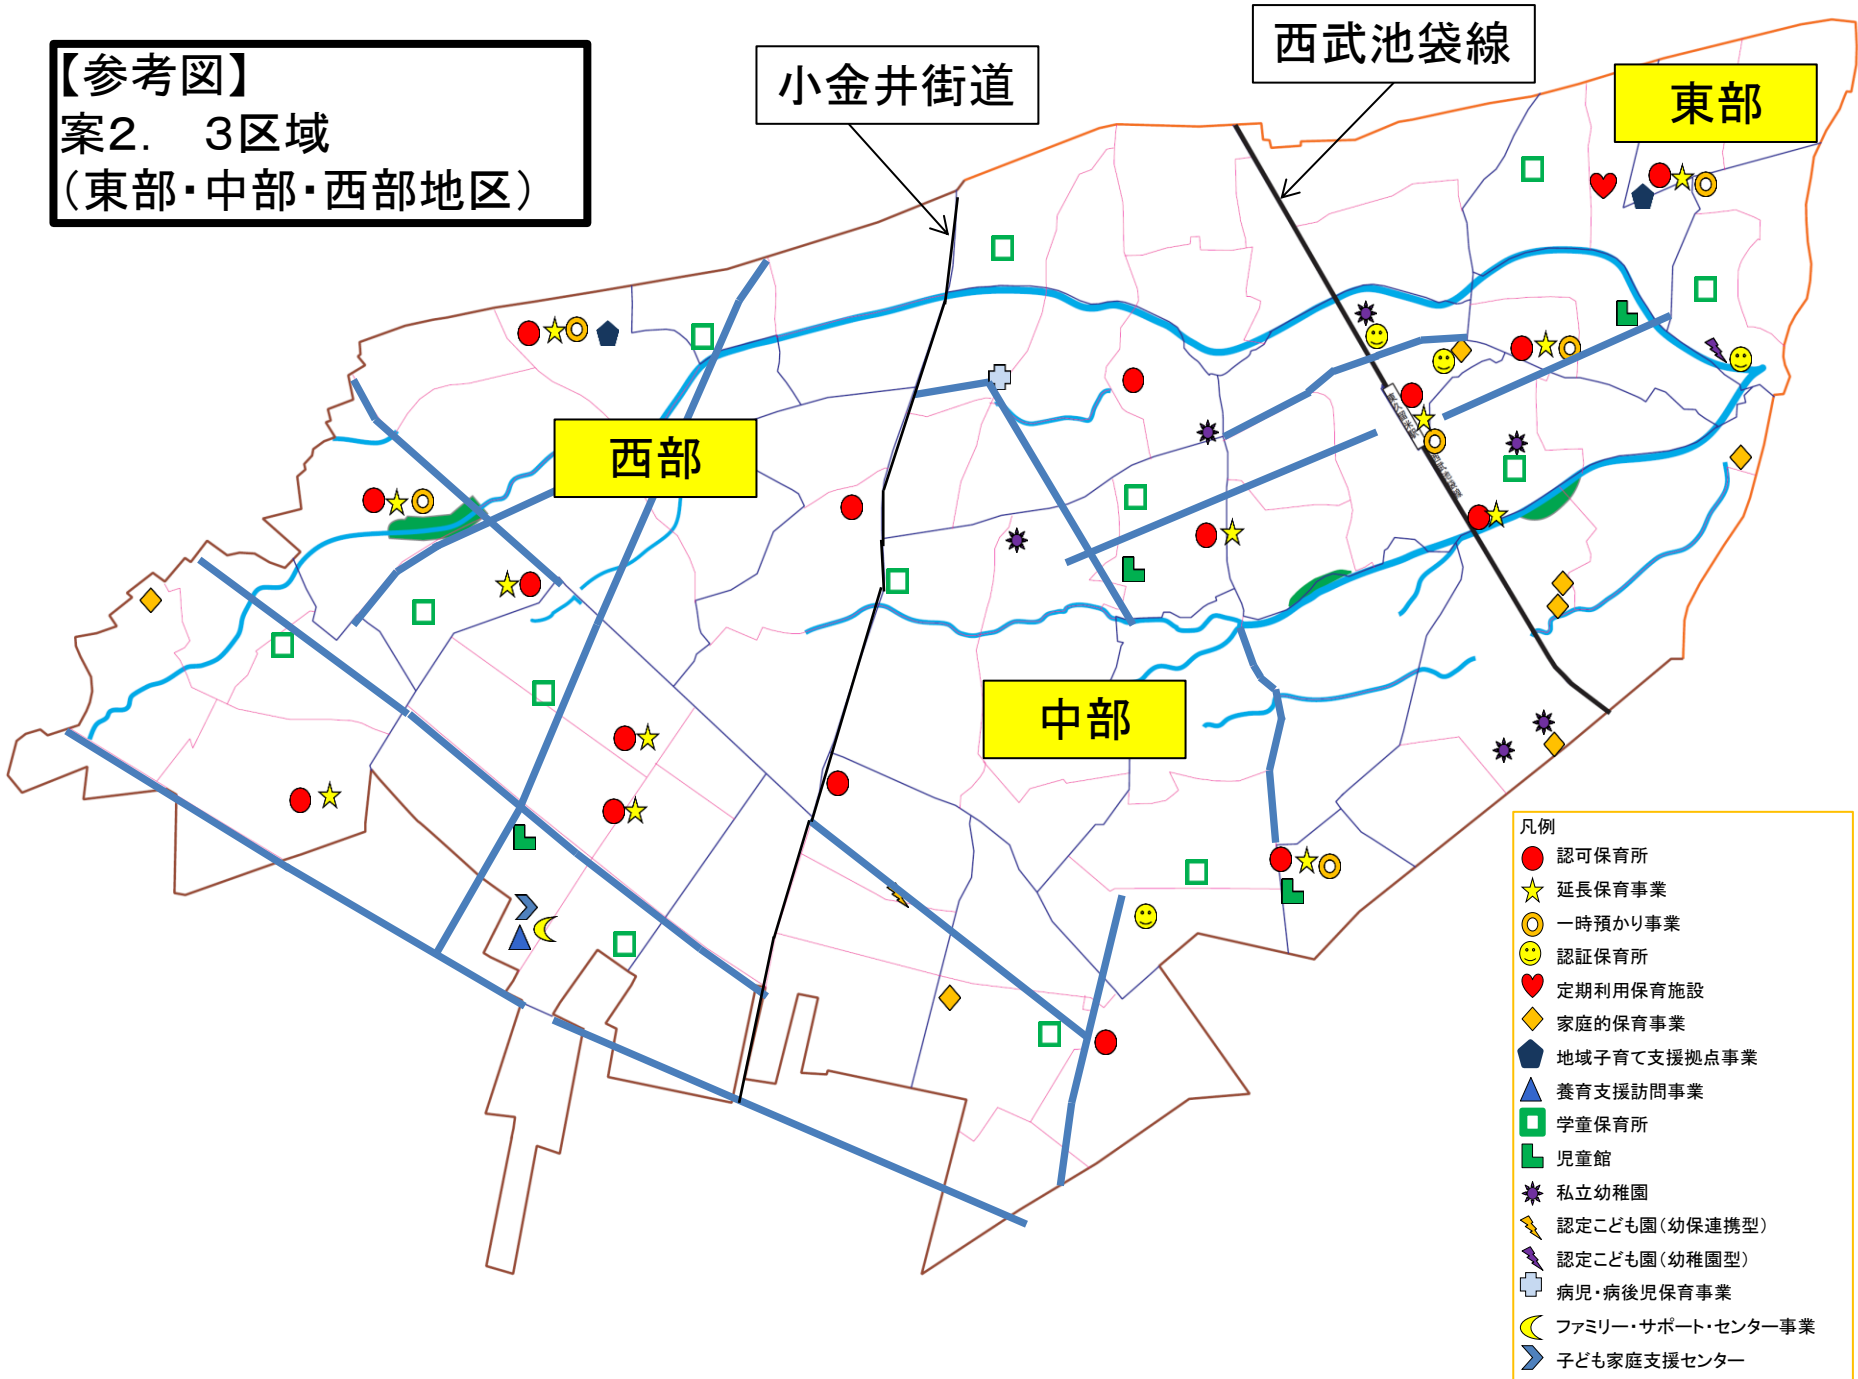 【参考図】
案2.　3区域
（東部・中部・西部地区）
小金井街道
西武池袋線
東部
西部
中部
凡例
認可保育所
延長保育事業
一時預かり事業
認証保育所
定期利用保育施設
家庭的保育事業
地域子育て支援拠点事業
養育支援訪問事業
学童保育所
児童館
私立幼稚園
認定こども園（幼保連携型）
認定こども園（幼稚園型）
病児・病後児保育事業
ファミリー・サポート・センター事業
子ども家庭支援センター